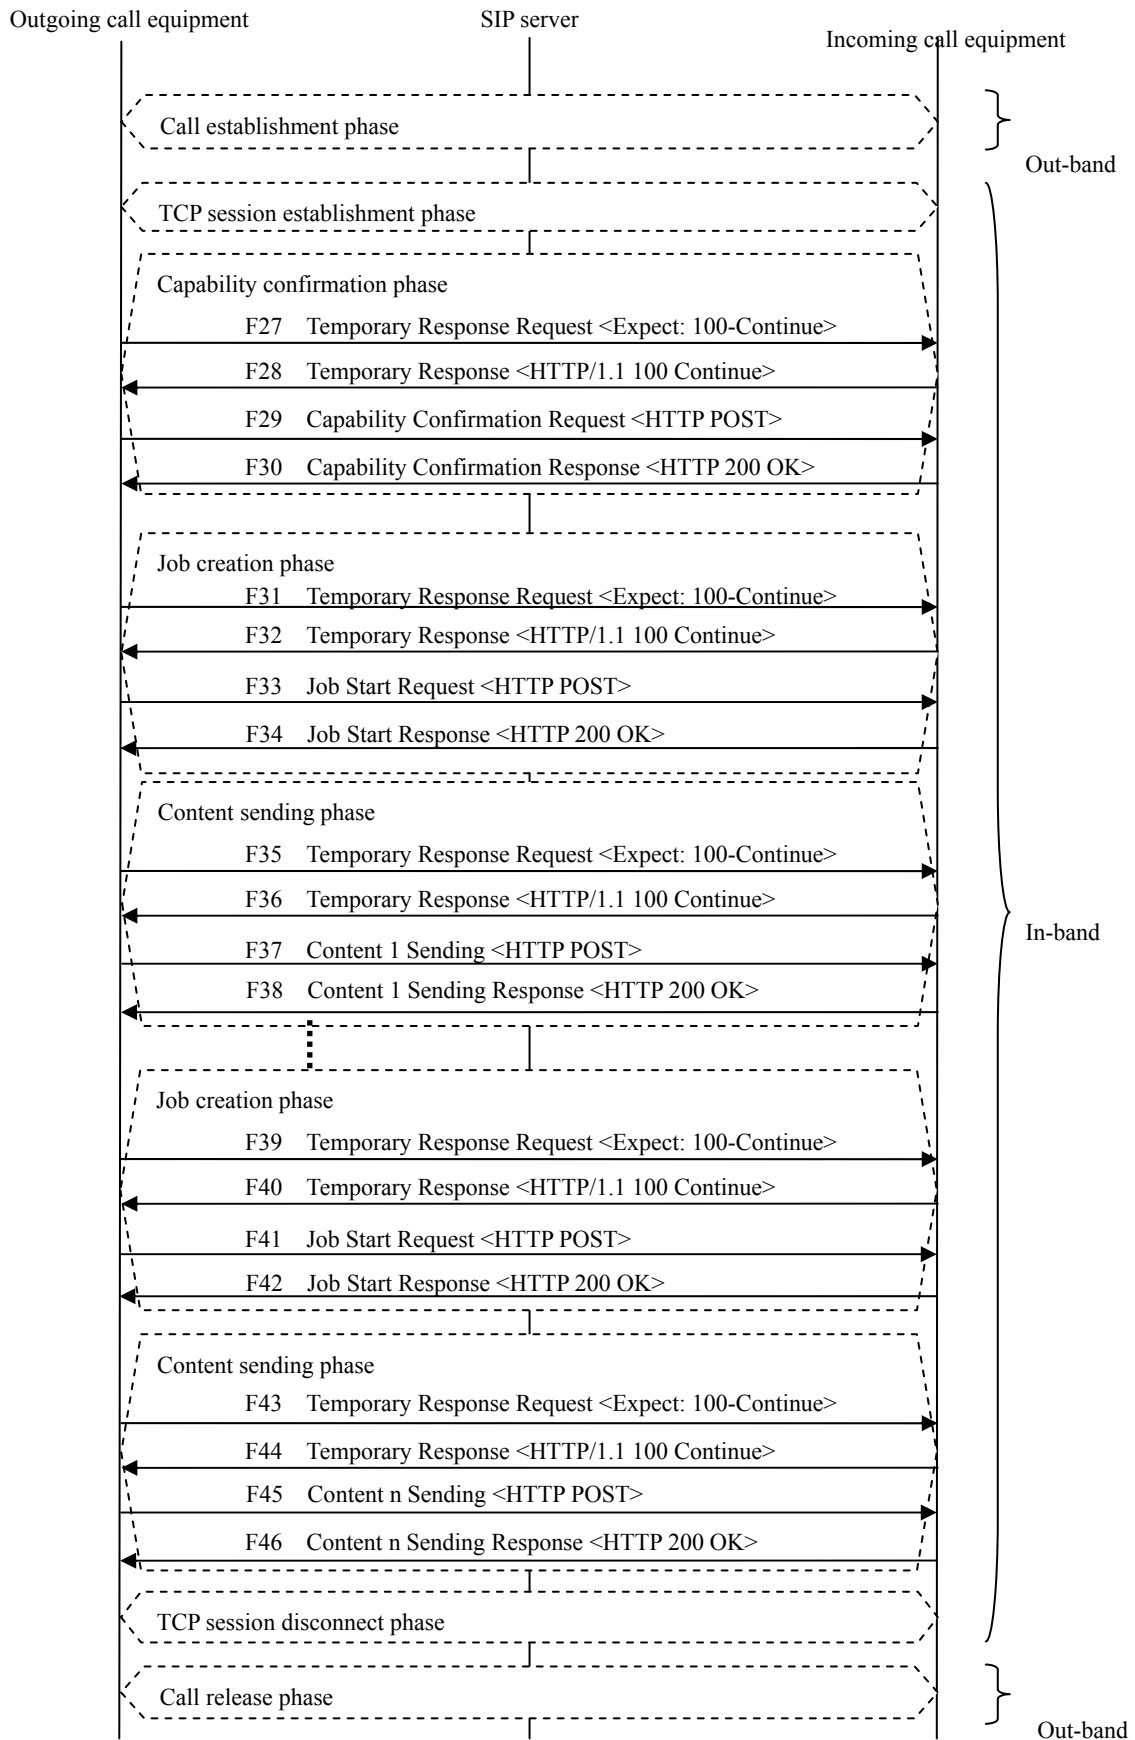 Outgoing call equipment
SIP server
Incoming call equipment
Call establishment phase
Out-band
TCP session establishment phase
Capability confirmation phase
F27 Temporary Response Request <Expect: 100-Continue>
F28 Temporary Response <HTTP/1.1 100 Continue>
F29 Capability Confirmation Request <HTTP POST>
F30 Capability Confirmation Response <HTTP 200 OK>
Job creation phase
F31 Temporary Response Request <Expect: 100-Continue>
F32 Temporary Response <HTTP/1.1 100 Continue>
F33 Job Start Request <HTTP POST>
F34 Job Start Response <HTTP 200 OK>
Content sending phase
F35 Temporary Response Request <Expect: 100-Continue>
F36 Temporary Response <HTTP/1.1 100 Continue>
In-band
F37 Content 1 Sending <HTTP POST>
F38 Content 1 Sending Response <HTTP 200 OK>
Job creation phase
F39 Temporary Response Request <Expect: 100-Continue>
F40 Temporary Response <HTTP/1.1 100 Continue>
F41 Job Start Request <HTTP POST>
F42 Job Start Response <HTTP 200 OK>
Content sending phase
F43 Temporary Response Request <Expect: 100-Continue>
F44 Temporary Response <HTTP/1.1 100 Continue>
F45 Content n Sending <HTTP POST>
F46 Content n Sending Response <HTTP 200 OK>
TCP session disconnect phase
Call release phase
Out-band